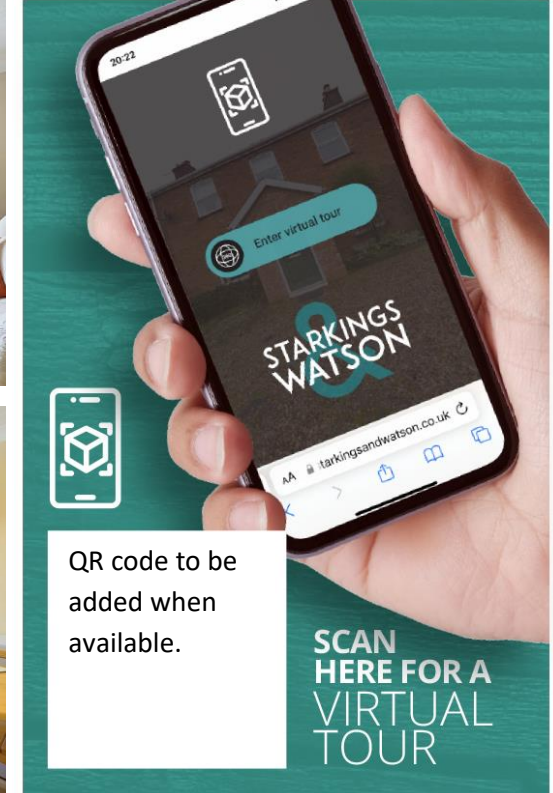 20:22
Enter virtual tour
&
STARKINGS
WATSON
AA tarkingsandwatson.co.uk
QR code to be
added when
available.
SCAN
HERE FOR A
VIRTUAL
TOUR